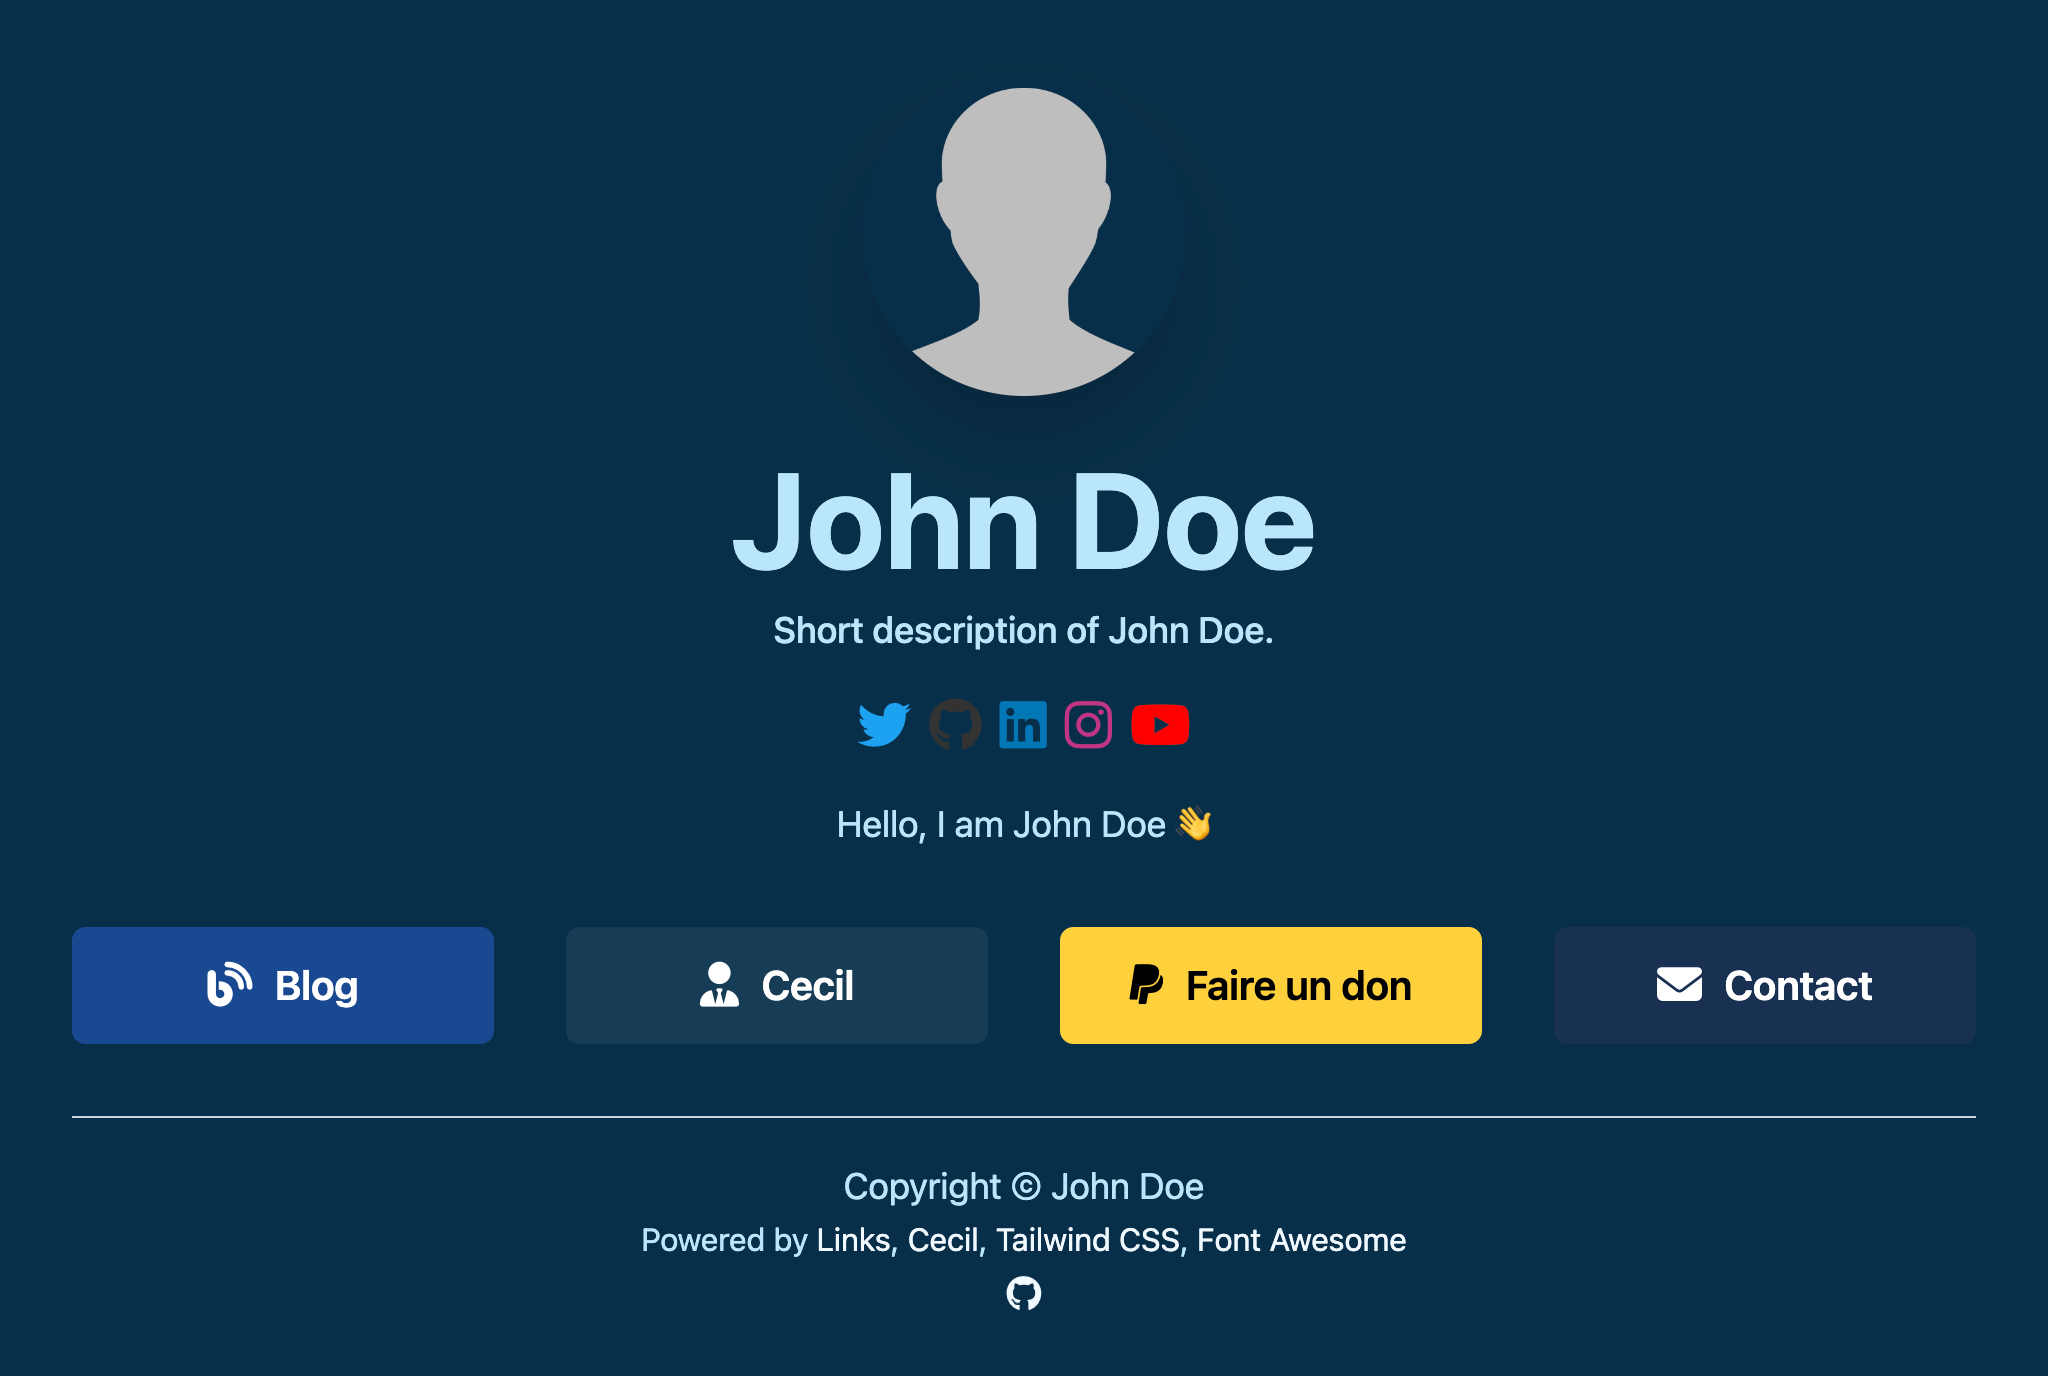 John Doe
Short description of John Doe.
Hello, I am John Doe 👋
Blog
Cecil
Faire un don
Contact
Copyright © John Doe
Powered by Links, Cecil, Tailwind CSS, Font Awesome